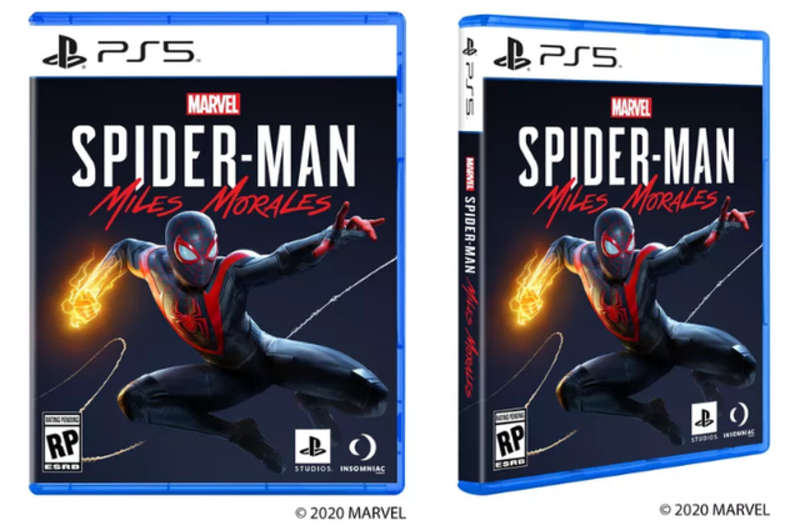 PS5
MARVEL
SPIDER-MAN
MILES MORALES
RATING PENDING
RP
ESRB
STUDIOS
INSOMNIAC
GAMES
© 2020 MARVEL
PS5
MARVEL
SPIDER-MAN
MILES MORALES
PS5
MARVEL
SPIDER-MAN
MILES MORALES
RATING PENDING
RP
ESRB
STUDIOS
INSOMNIAC
© 2020 MARVEL